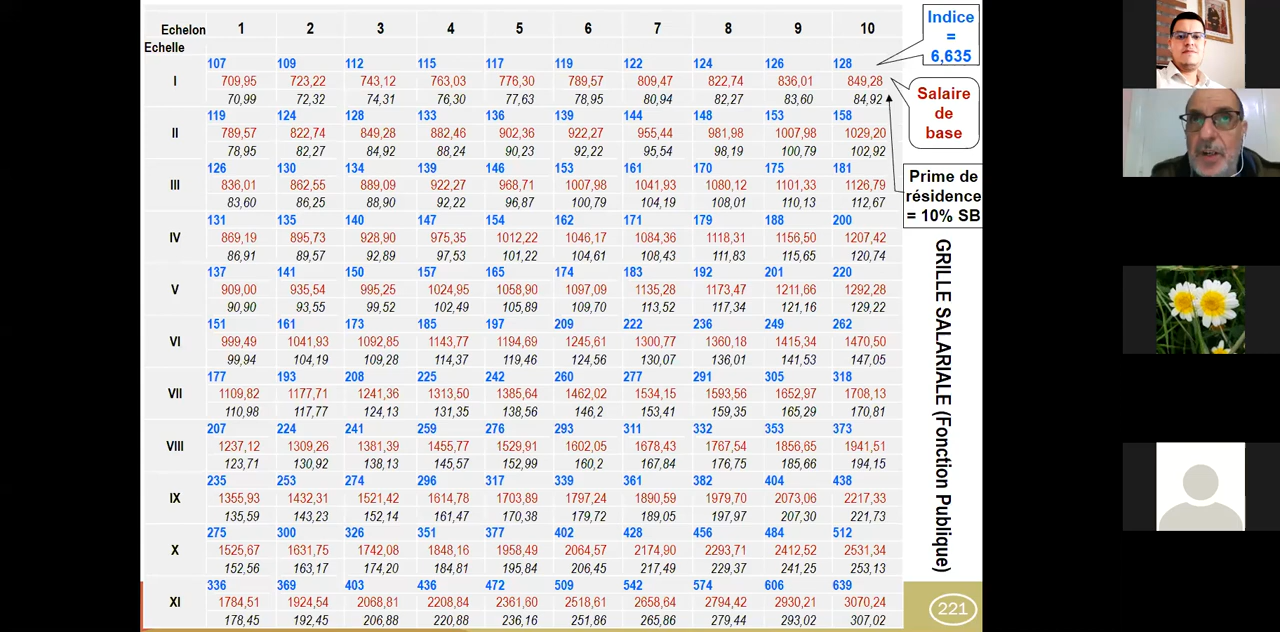 Echelon 1 2 3 4 5 6 7 8 9 10
Echelle
107 109 112 115 117 119 122 124 126 128
I 709,95 723,22 743,12 763,03 776,30 789,57 809,47 822,74 836,01 849,28
70,99 72,32 74,31 76,30 77,63 78,95 80,94 82,27 83,60 84,92
119 124 128 133 136 139 144 148 153 158
II 789,57 822,74 849,28 882,46 902,36 922,27 955,44 981,98 1007,98 1029,20
78,95 82,27 84,92 88,24 90,23 92,22 95,54 98,19 100,79 102,92
126 130 134 139 146 153 161 170 175 181
III 836,01 862,55 889,09 922,27 968,71 1007,98 1041,93 1080,12 1101,33 1126,79
83,60 86,25 88,90 92,22 96,87 100,79 104,19 108,01 110,13 112,67
131 135 140 147 154 162 171 179 188 200
IV 869,19 895,73 928,90 975,35 1012,22 1046,17 1084,36 1118,31 1156,50 1207,42
86,91 89,57 92,89 97,53 101,22 104,61 108,43 111,83 115,65 120,74
137 141 150 157 165 174 183 192 201 220
V 909,00 935,54 995,25 1024,95 1058,90 1097,09 1135,28 1173,47 1211,66 1292,28
90,90 93,55 99,52 102,49 105,89 109,70 113,52 117,34 121,16 129,22
151 161 173 185 197 209 222 236 249 262
VI 999,49 1041,93 1092,85 1143,77 1194,69 1245,61 1300,77 1360,18 1415,34 1470,50
99,94 104,19 109,28 114,37 119,46 124,56 130,07 136,01 141,53 147,05
177 193 208 225 242 260 277 291 305 318
VII 1109,82 1177,71 1241,36 1313,50 1385,64 1462,02 1534,15 1593,56 1652,97 1708,13
110,98 117,77 124,13 131,35 138,56 146,2 153,41 159,35 165,29 170,81
207 224 241 259 276 293 311 332 353 373
VIII 1237,12 1309,26 1381,39 1455,77 1529,91 1602,05 1678,43 1767,54 1856,65 1941,51
123,71 130,92 138,13 145,57 152,99 160,2 167,84 176,75 185,66 194,15
235 253 274 296 317 339 361 382 404 438
IX 1355,93 1432,31 1521,42 1614,78 1703,89 1797,24 1890,59 1979,70 2073,06 2217,33
135,59 143,23 152,14 161,47 170,38 179,72 189,05 197,97 207,30 221,73
275 300 326 351 377 402 428 456 484 512
X 1525,67 1631,75 1742,08 1848,16 1958,49 2064,57 2174,90 2293,71 2412,52 2531,34
152,56 163,17 174,20 184,81 195,84 206,45 217,49 229,37 241,25 253,13
336 369 403 436 472 509 542 574 606 639
XI 1784,51 1924,54 2068,81 2208,84 2361,60 2518,61 2658,64 2794,42 2930,21 3070,24
178,45 192,45 206,88 220,88 236,16 251,86 265,86 279,44 293,02 307,02
Indice
=
6,635
Salaire
de
base
Prime de
résidence
= 10% SB
GRILLE SALARIALE (Fonction Publique)
221